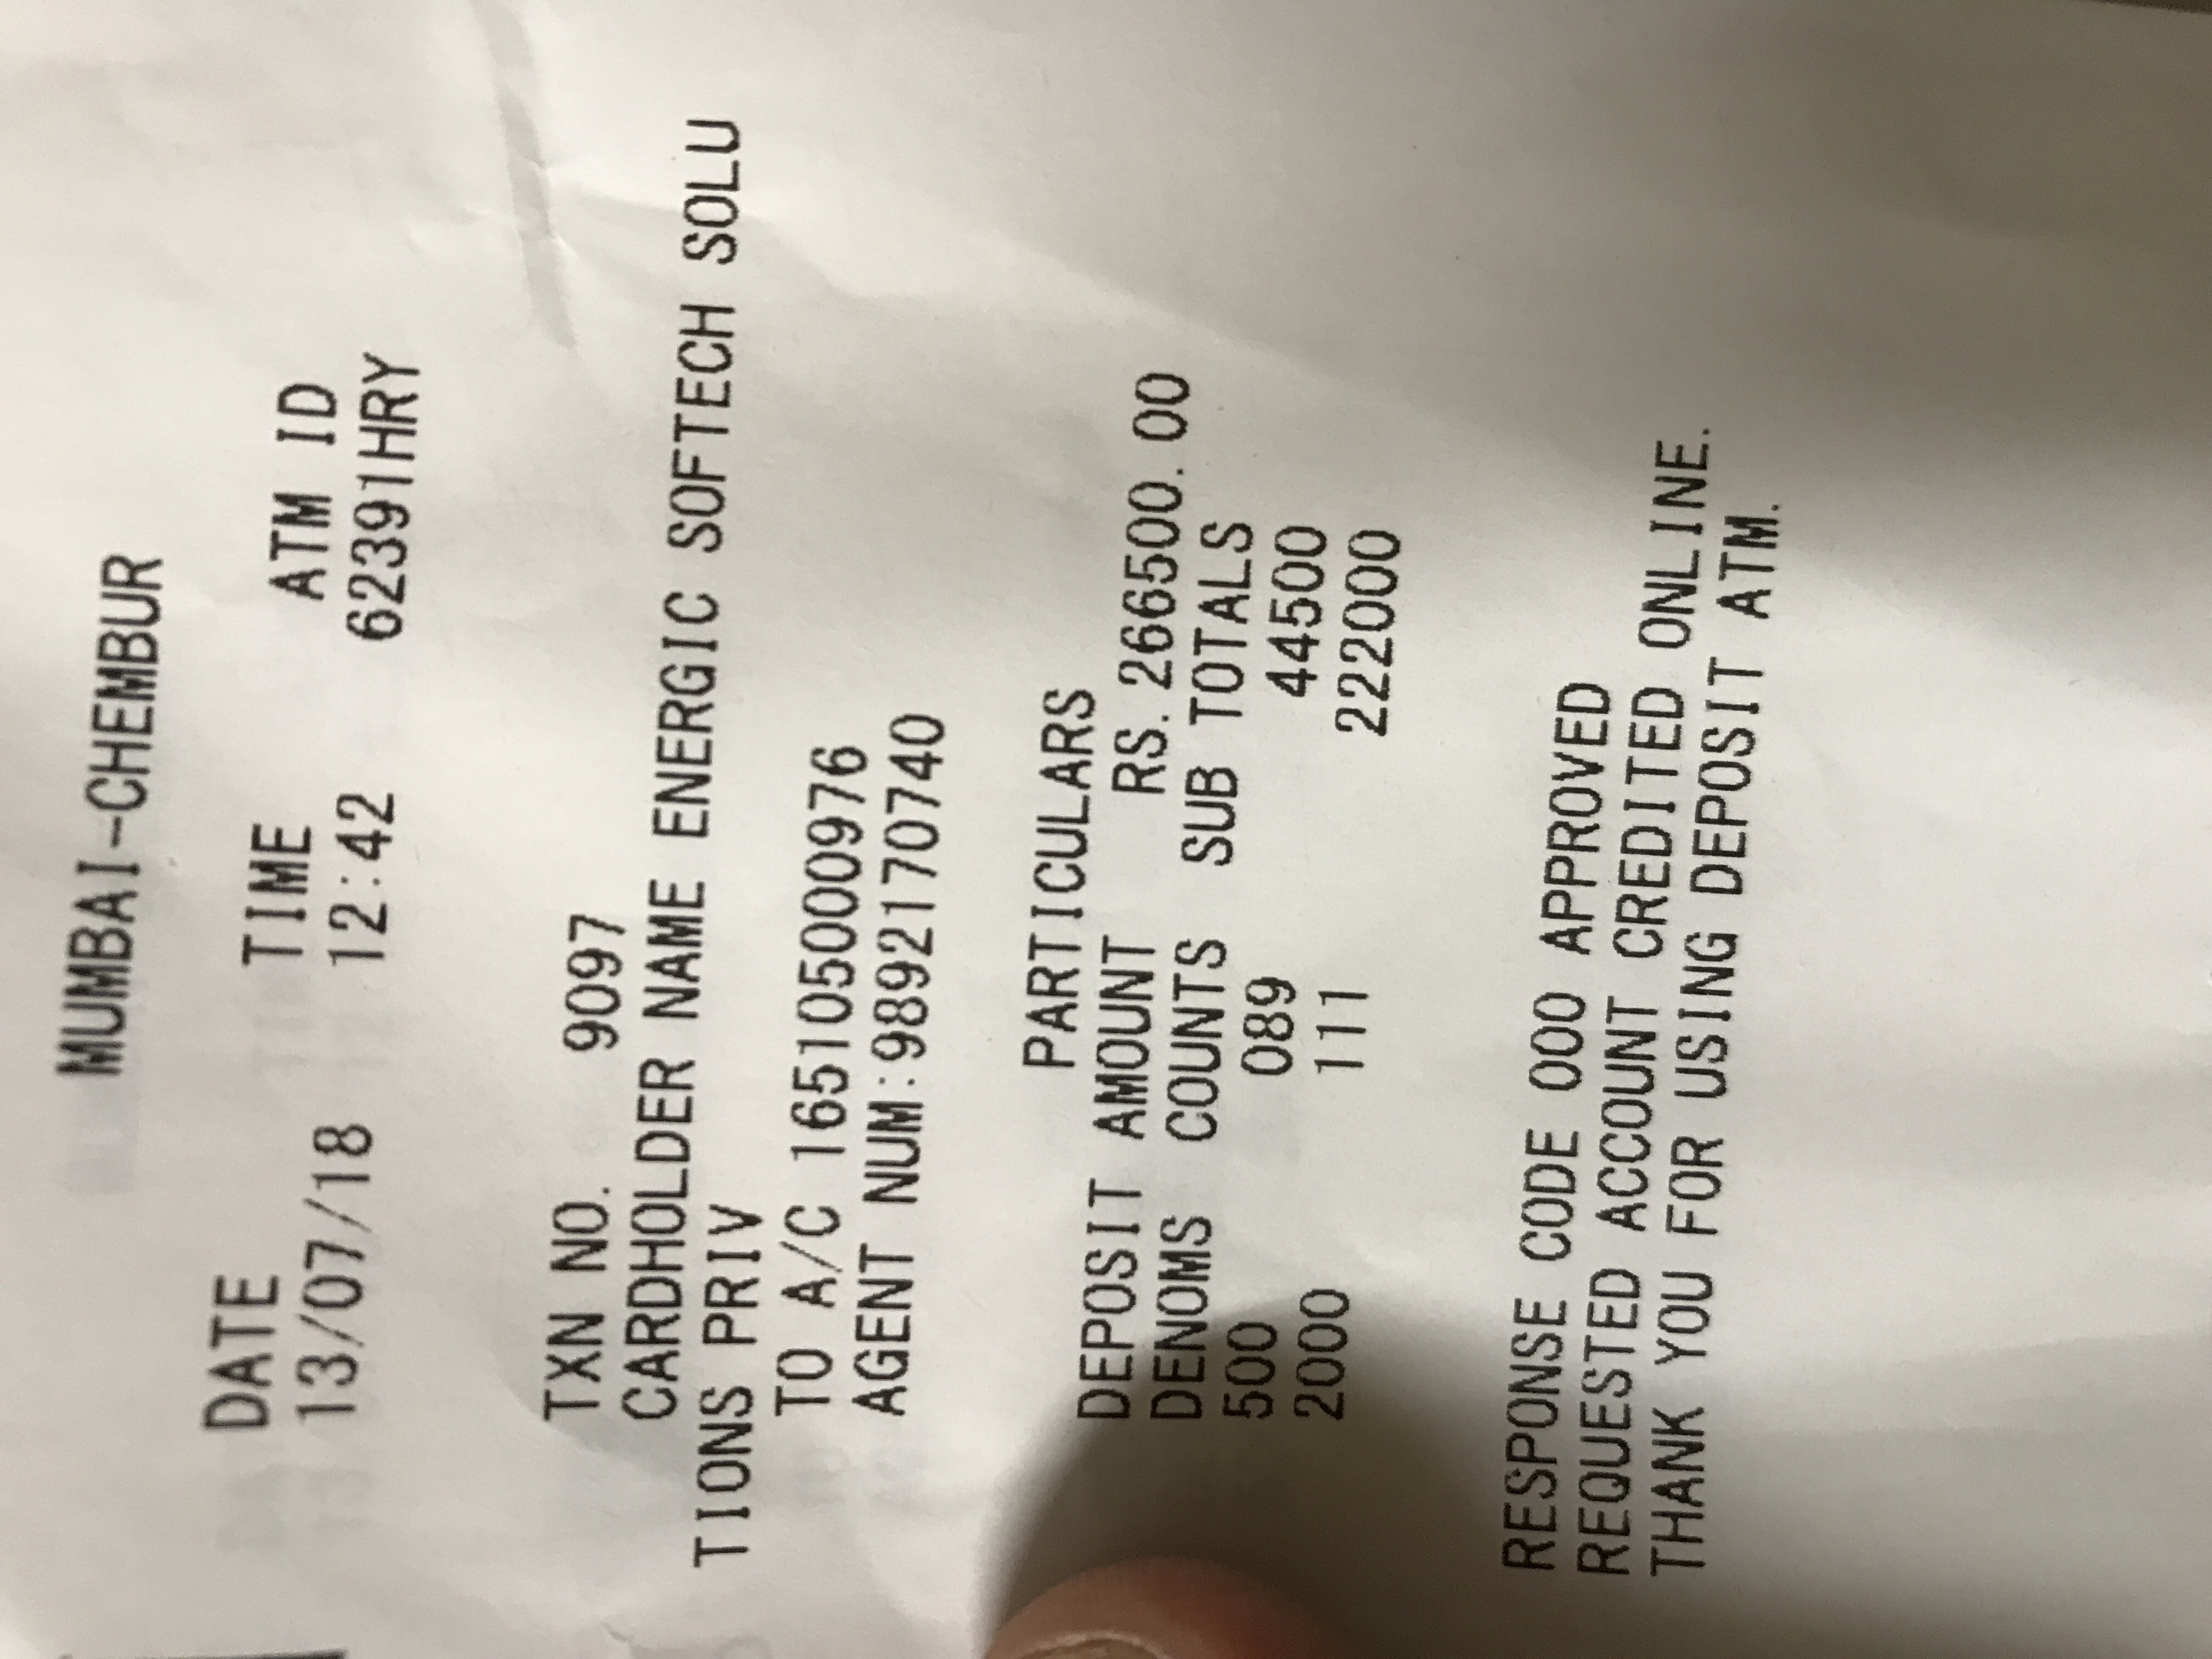 MUMBAI-CHEMBUR
DATE TIME ATM ID
13/07/18 12:42 62391HRY
TXN NO. 9097
CARDHOLDER NAME ENERGIC SOFTECH SOLU
TIONS PRIV
TO A/C 165105000976
AGENT NUM:9892170740
PARTICULARS
DEPOSIT AMOUNT RS.266500.00
DENOMS COUNTS SUB TOTALS
500 089 44500
2000 111 222000
RESPONSE CODE 000 APPROVED
REQUESTED ACCOUNT CREDITED ONLINE.
THANK YOU FOR USING DEPOSIT ATM.